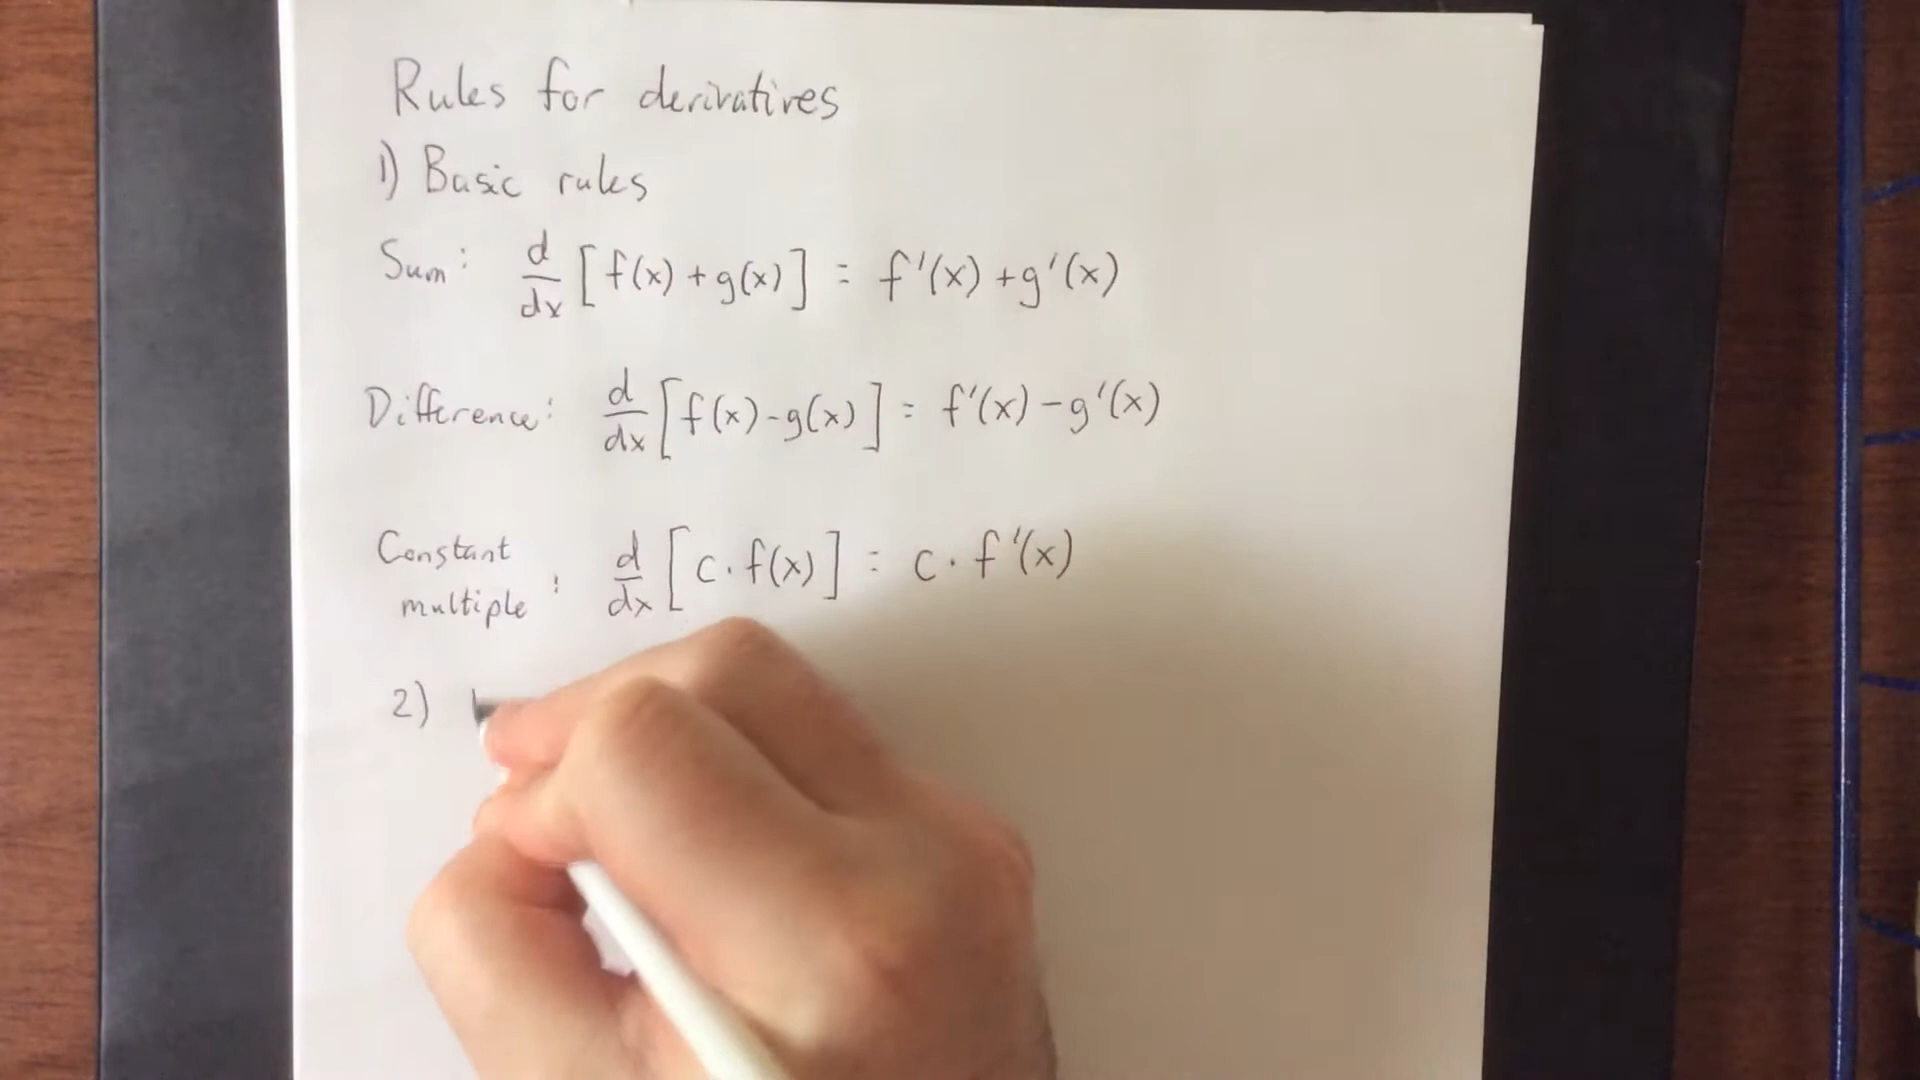 Rules for derivatives
1) Basic rules
Sum: d/dx [f(x) + g(x)] = f'(x) + g'(x)
Difference: d/dx [f(x) - g(x)] = f'(x) - g'(x)
Constant multiple: d/dx [c · f(x)] = c · f'(x)
2)